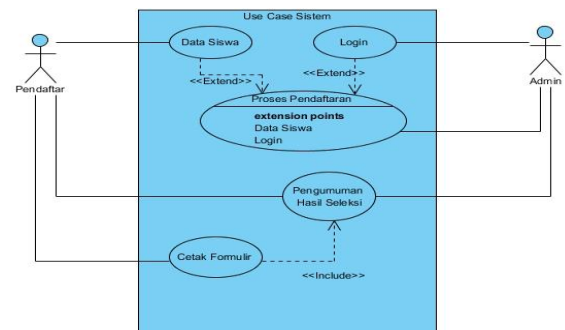 Use Case Sistem
Data Siswa
Login
Pendaftar
Admin
<<Extend>>
<<Extend>>
Proses Pendaftaran
extension points
Data Siswa
Login
Pengumuman
Hasil Seleksi
Cetak Formulir
<<Include>>